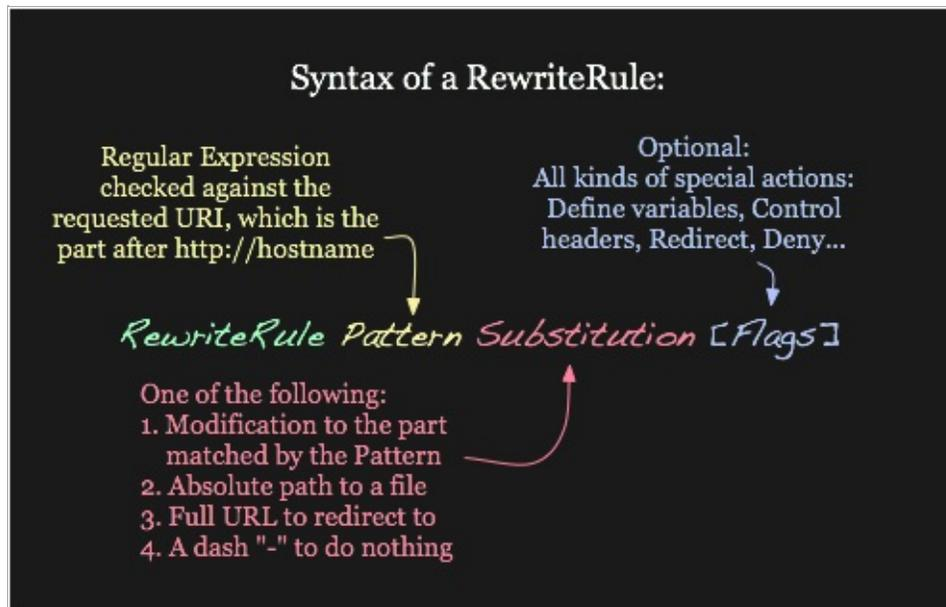 Syntax of a RewriteRule:
Regular Expression
checked against the
requested URI, which is the
part after http://hostname
Optional:
All kinds of special actions:
Define variables, Control
headers, Redirect, Deny...
RewriteRule Pattern Substitution [Flags]
One of the following:
1. Modification to the part
matched by the Pattern
2. Absolute path to a file
3. Full URL to redirect to
4. A dash "-" to do nothing